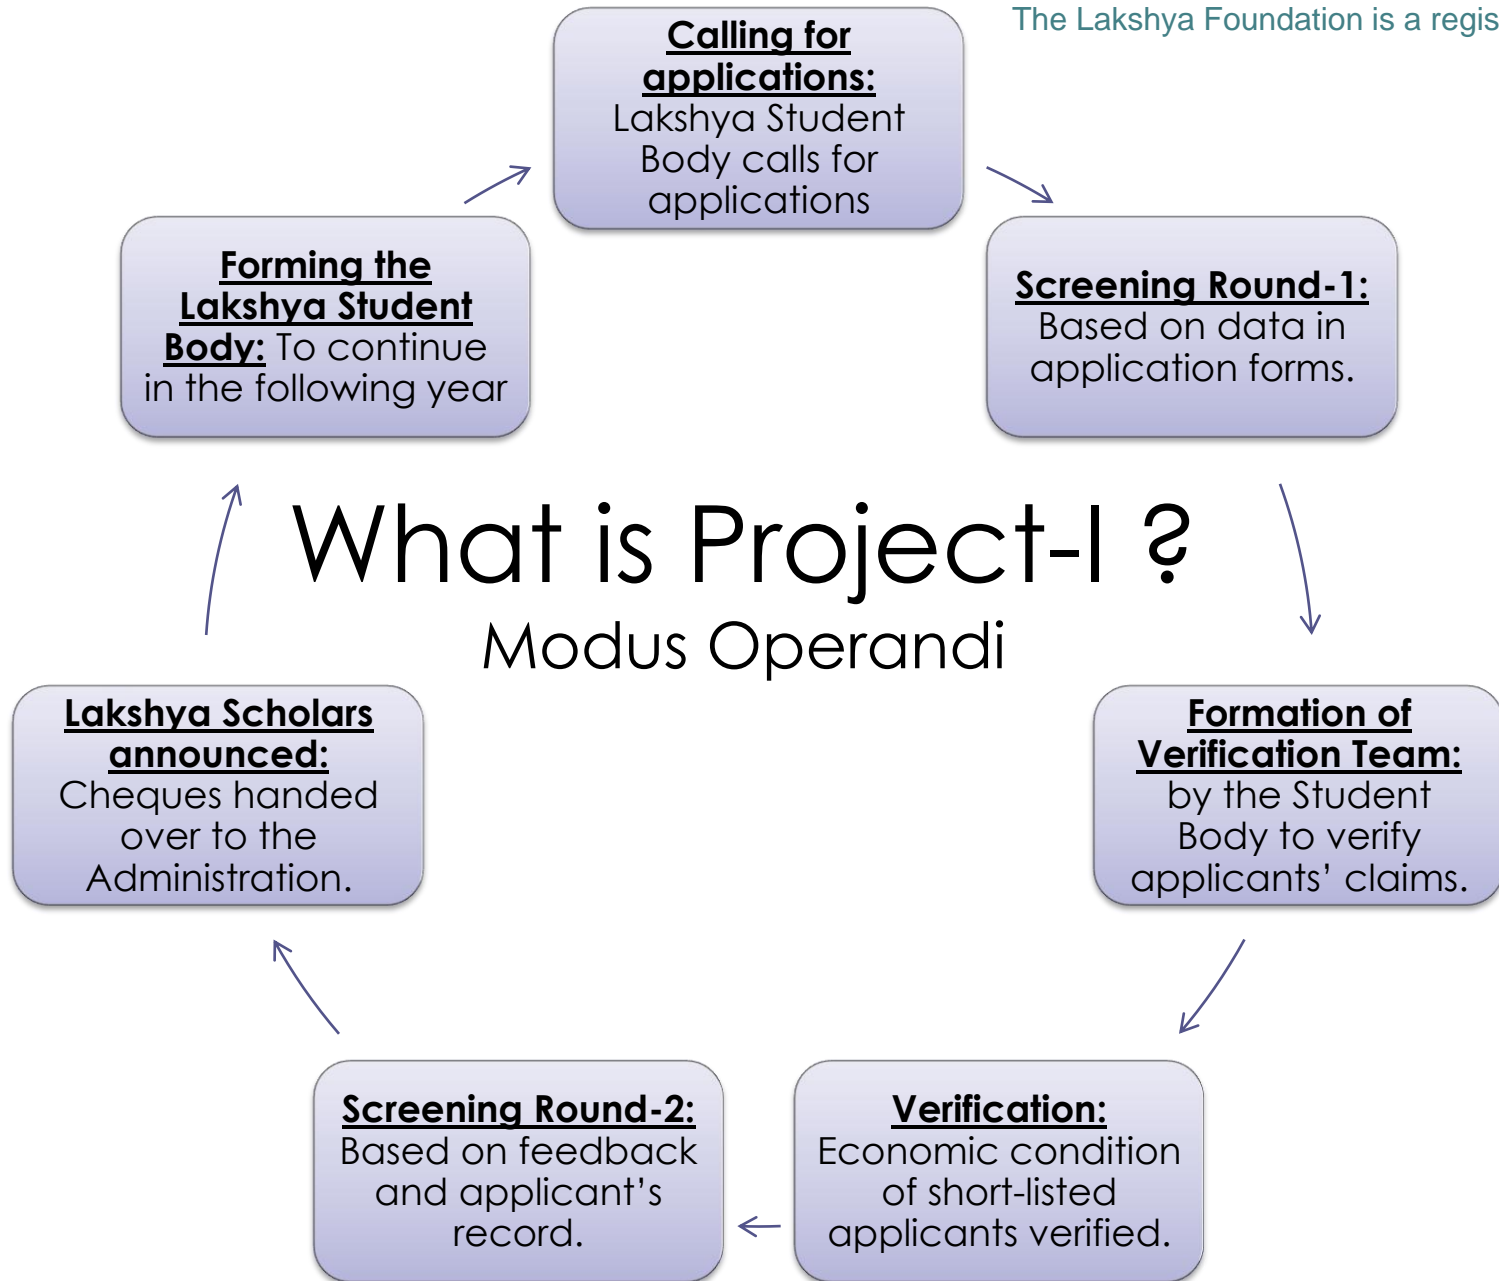 The Lakshya Foundation is a regis
Calling for
applications:
Lakshya Student
Body calls for
applications
Screening Round-1:
Based on data in
application forms.
Formation of
Verification Team:
by the Student
Body to verify
applicants’ claims.
Verification:
Economic condition
of short-listed
applicants verified.
Screening Round-2:
Based on feedback
and applicant’s
record.
Lakshya Scholars
announced:
Cheques handed
over to the
Administration.
Forming the
Lakshya Student
Body: To continue
in the following year
What is Project-I ?
Modus Operandi